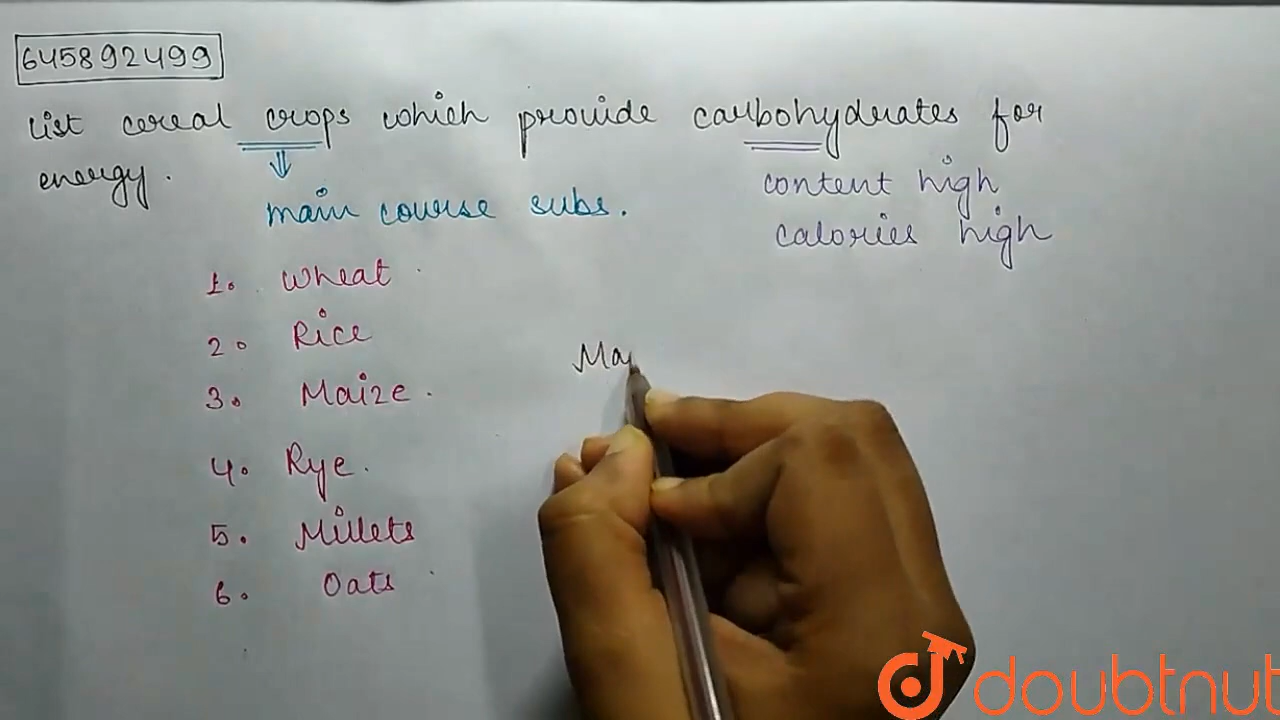 645892499
List cereal crops which provide carbohydrates for
energy.
main course subs.
content high
calories high
1. Wheat
2. Rice
3. Maize.
4. Rye.
5. Millets
6. Oats
Ma
doubtnut